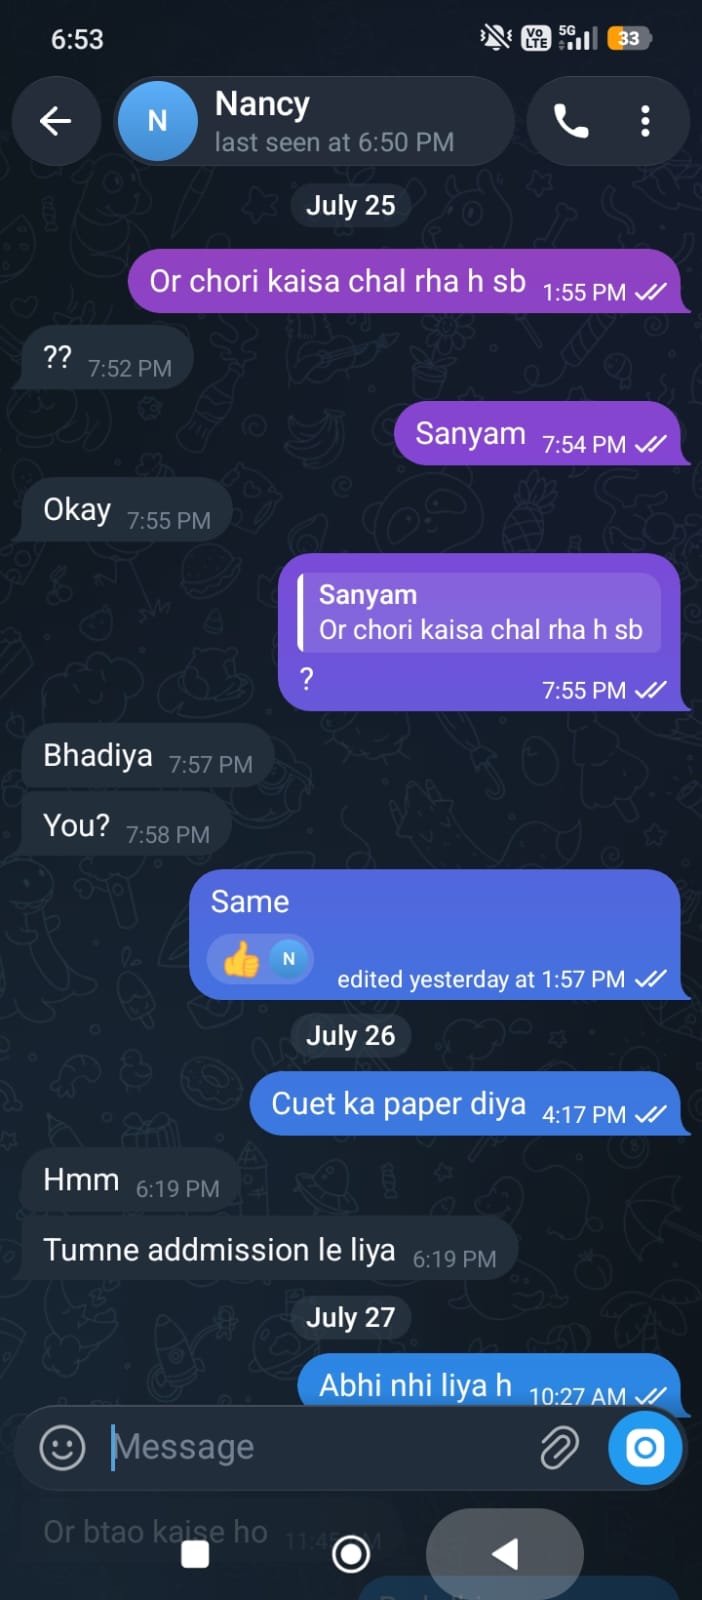 6:53
VoLTE 5G 33
N
Nancy
last seen at 6:50 PM
July 25
Or chori kaisa chal rha h sb 1:55 PM
?? 7:52 PM
Sanyam 7:54 PM
Okay 7:55 PM
Sanyam
Or chori kaisa chal rha h sb
? 7:55 PM
Bhadiya 7:57 PM
You? 7:58 PM
Same
👍 N
edited yesterday at 1:57 PM
July 26
Cuet ka paper diya 4:17 PM
Hmm 6:19 PM
Tumne addmission le liya 6:19 PM
July 27
Abhi nhi liya h 10:27 AM
Message
Or btao kaise ho